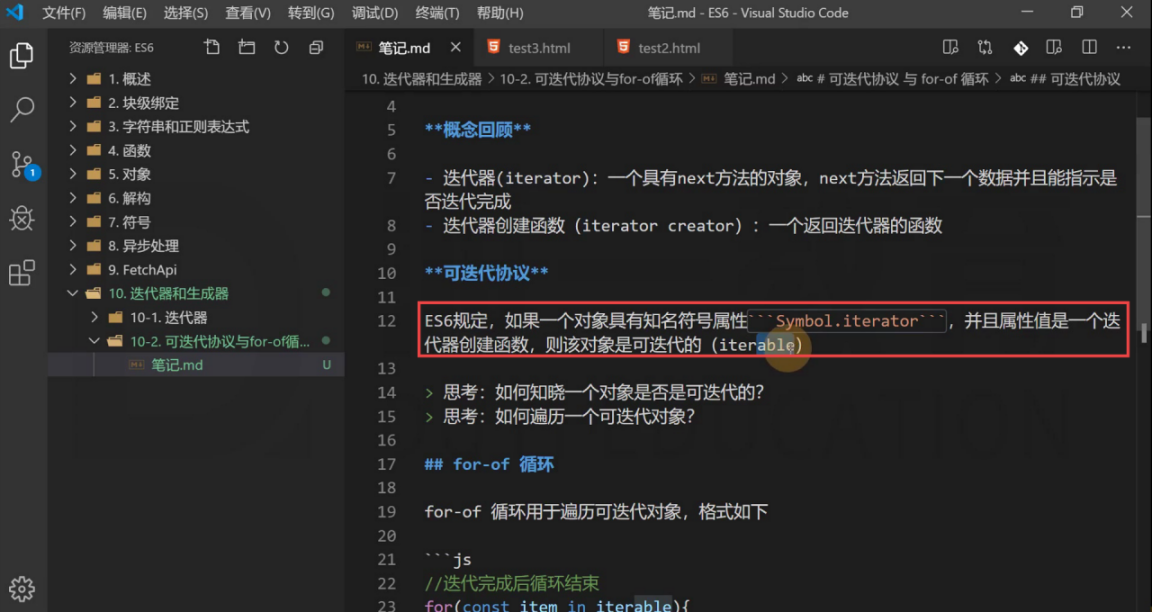 文件(F) 编辑(E) 选择(S) 查看(V) 转到(G) 调试(D) 终端(T) 帮助(H) 笔记.md - ES6 - Visual Studio Code
资源管理器: ES6
1. 概述
2. 块级绑定
3. 字符串和正则表达式
4. 函数
5. 对象
6. 解构
7. 符号
8. 异步处理
9. FetchApi
10. 迭代器和生成器
10-1. 迭代器
10-2. 可迭代协议与for-of循...
笔记.md U
1
笔记.md test3.html test2.html
10. 迭代器和生成器 > 10-2. 可迭代协议与for-of循环 > 笔记.md > # 可迭代协议 与 for-of 循环 > ## 可迭代协议
4
5 **概念回顾**
6
7 - 迭代器(iterator): 一个具有next方法的对象，next方法返回下一个数据并且能指示是
否迭代完成
8 - 迭代器创建函数（iterator creator）: 一个返回迭代器的函数
9
10 **可迭代协议**
11
12 ES6规定，如果一个对象具有知名符号属性```Symbol.iterator```，并且属性值是一个迭
代器创建函数，则该对象是可迭代的（iterable）
13
14 > 思考：如何知晓一个对象是否是可迭代的？
15 > 思考：如何遍历一个可迭代对象？
16
17 ## for-of 循环
18
19 for-of 循环用于遍历可迭代对象，格式如下
20
21 ```js
22 //迭代完成后循环结束
23 for(const item in iterable){